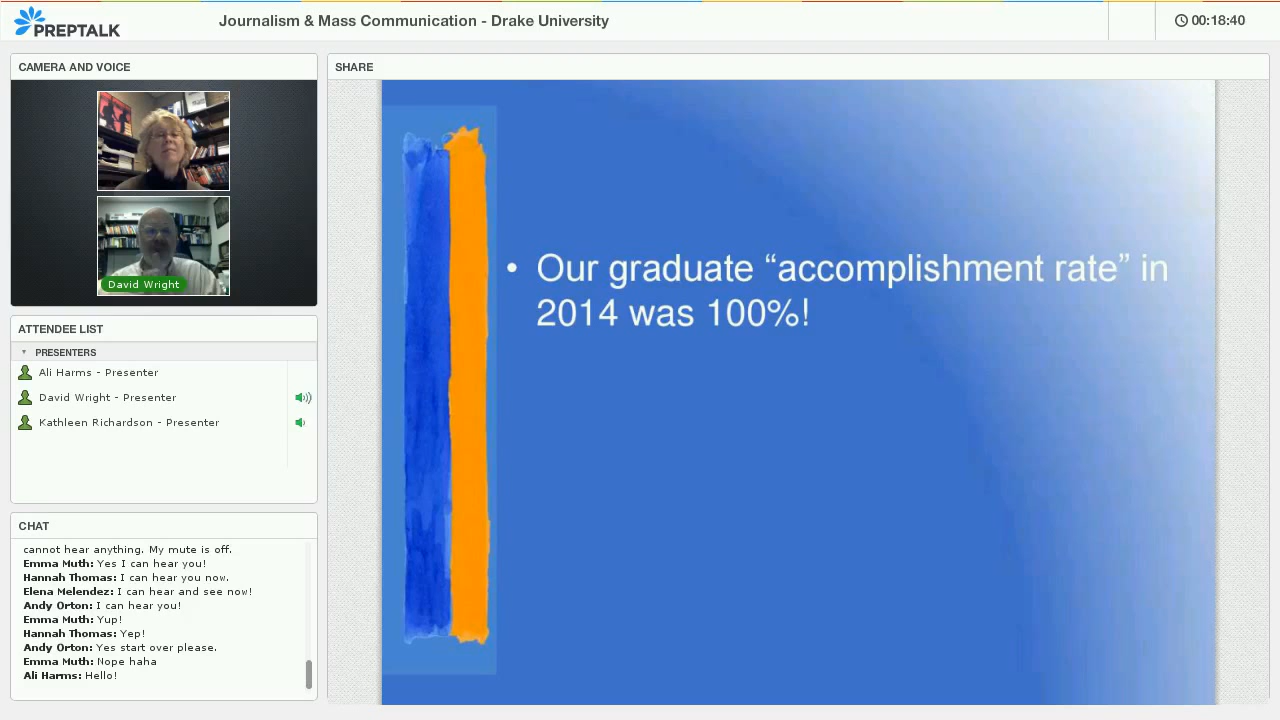 PREPTALK
Journalism & Mass Communication - Drake University
00:18:40
CAMERA AND VOICE
David Wright
ATTENDEE LIST
PRESENTERS
Ali Harms - Presenter
David Wright - Presenter
Kathleen Richardson - Presenter
CHAT
cannot hear anything. My mute is off.
Emma Muth: Yes I can hear you!
Hannah Thomas: I can hear you now.
Elena Melendez: I can hear and see now!
Andy Orton: I can hear you!
Emma Muth: Yup!
Hannah Thomas: Yep!
Andy Orton: Yes start over please.
Emma Muth: Nope haha
Ali Harms: Hello!
SHARE
• Our graduate “accomplishment rate” in
2014 was 100%!